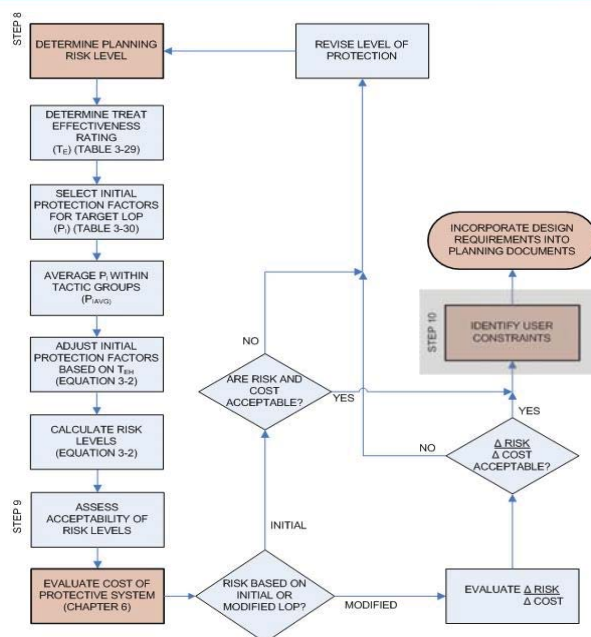 STEP 8
DETERMINE PLANNING
RISK LEVEL
REVISE LEVEL OF
PROTECTION
DETERMINE TREAT
EFFECTIVENESS
RATING
(TE) (TABLE 3-29)
SELECT INITIAL
PROTECTION FACTORS
FOR TARGET LOP
(Pi) (TABLE 3-30)
AVERAGE Pi WITHIN
TACTIC GROUPS
(PiAVG)
ADJUST INITIAL
PROTECTION FACTORS
BASED ON TEH
(EQUATION 3-2)
CALCULATE RISK
LEVELS
(EQUATION 3-2)
STEP 9
ASSESS
ACCEPTABILITY OF
RISK LEVELS
EVALUATE COST OF
PROTECTIVE SYSTEM
(CHAPTER 6)
RISK BASED ON
INITIAL OR
MODIFIED LOP?
INITIAL
MODIFIED
ARE RISK AND
COST
ACCEPTABLE?
NO
YES
EVALUATE Δ RISK
Δ COST
Δ RISK
Δ COST
ACCEPTABLE?
NO
YES
STEP 10
IDENTIFY USER
CONSTRAINTS
INCORPORATE DESIGN
REQUIREMENTS INTO
PLANNING DOCUMENTS